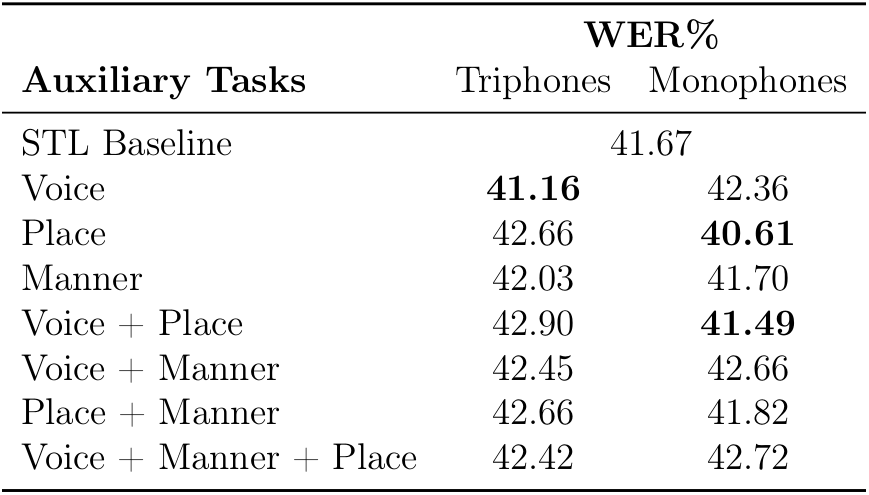 WER%
Auxiliary Tasks Triphones Monophones
STL Baseline 41.67
Voice 41.16 42.36
Place 42.66 40.61
Manner 42.03 41.70
Voice + Place 42.90 41.49
Voice + Manner 42.45 42.66
Place + Manner 42.66 41.82
Voice + Manner + Place 42.42 42.72